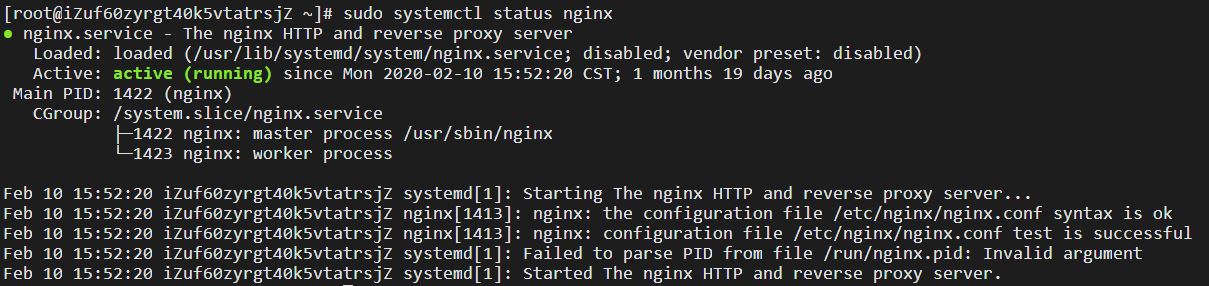 [root@iZuf60zyrgt40k5vtatrsjZ ~]# sudo systemctl status nginx
● nginx.service - The nginx HTTP and reverse proxy server
   Loaded: loaded (/usr/lib/systemd/system/nginx.service; disabled; vendor preset: disabled)
   Active: active (running) since Mon 2020-02-10 15:52:20 CST; 1 months 19 days ago
 Main PID: 1422 (nginx)
   CGroup: /system.slice/nginx.service
           ├─1422 nginx: master process /usr/sbin/nginx
           └─1423 nginx: worker process

Feb 10 15:52:20 iZuf60zyrgt40k5vtatrsjZ systemd[1]: Starting The nginx HTTP and reverse proxy server...
Feb 10 15:52:20 iZuf60zyrgt40k5vtatrsjZ nginx[1413]: nginx: the configuration file /etc/nginx/nginx.conf syntax is ok
Feb 10 15:52:20 iZuf60zyrgt40k5vtatrsjZ nginx[1413]: nginx: configuration file /etc/nginx/nginx.conf test is successful
Feb 10 15:52:20 iZuf60zyrgt40k5vtatrsjZ systemd[1]: Failed to parse PID from file /run/nginx.pid: Invalid argument
Feb 10 15:52:20 iZuf60zyrgt40k5vtatrsjZ systemd[1]: Started The nginx HTTP and reverse proxy server.